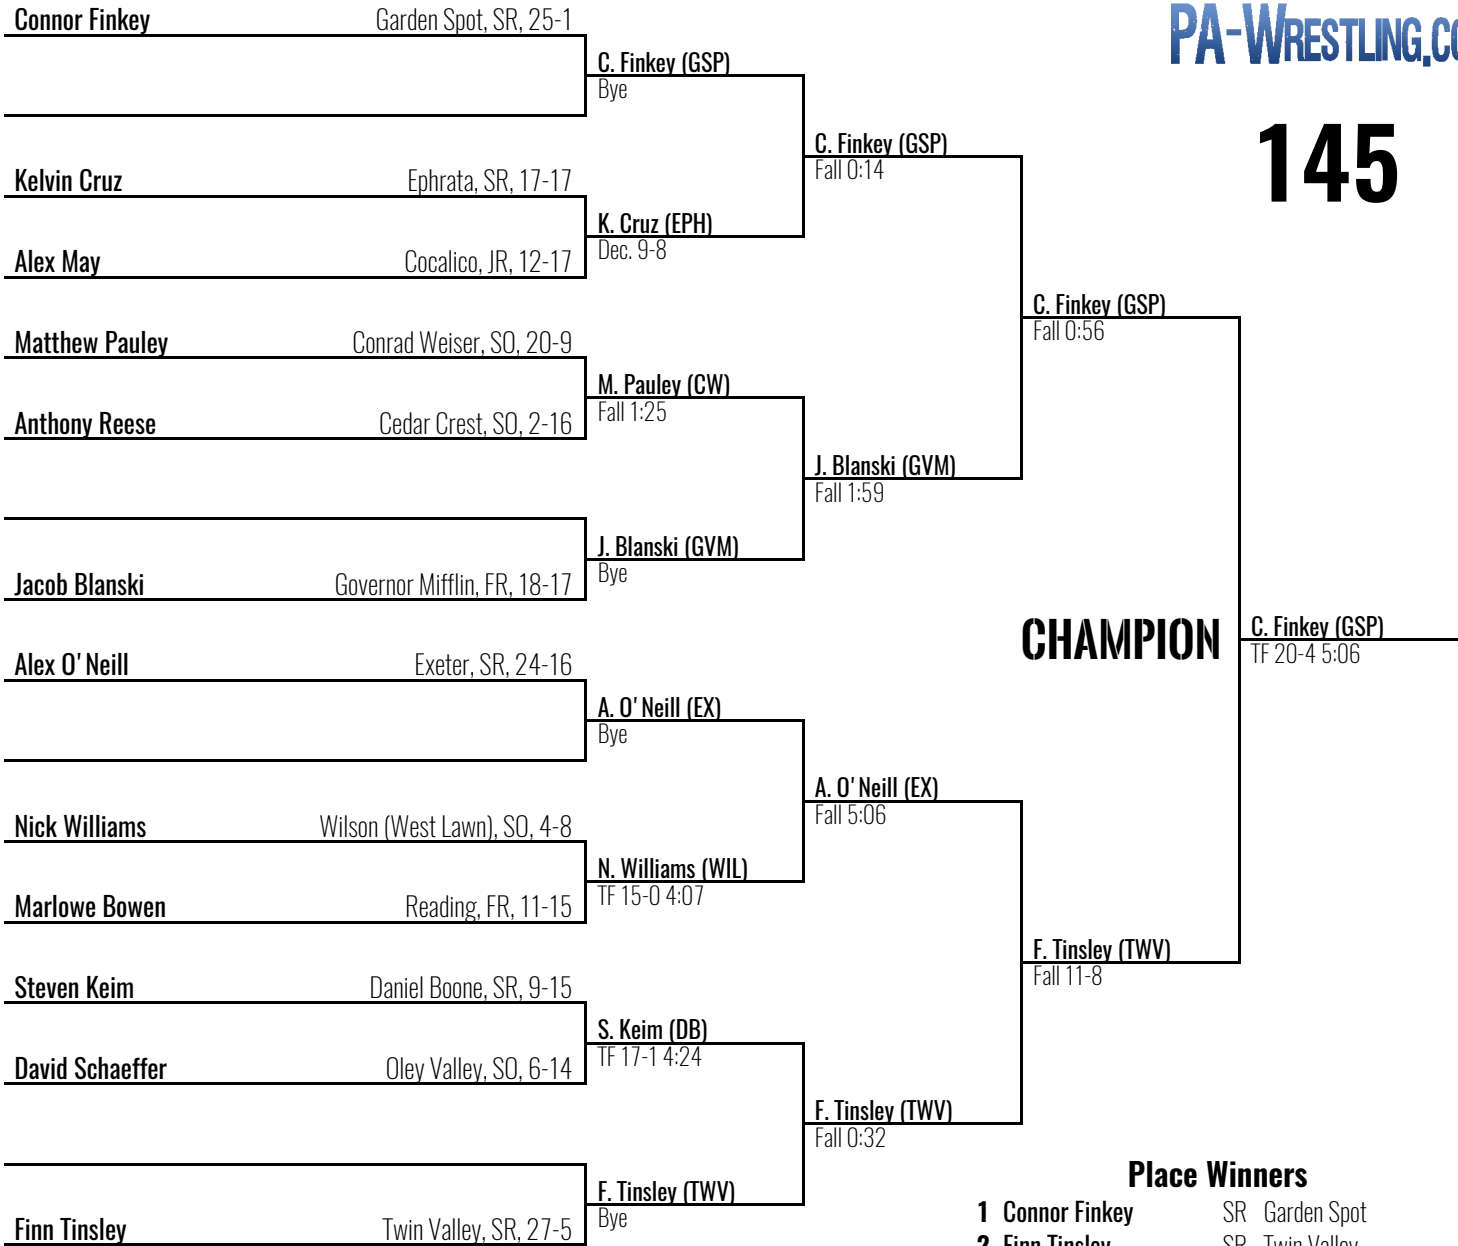 PA-WRESTLING.CO
145
Connor Finkey Garden Spot, SR, 25-1
C. Finkey (GSP)
Bye
C. Finkey (GSP)
Fall 0:14
Kelvin Cruz Ephrata, SR, 17-17
K. Cruz (EPH)
Dec. 9-8
Alex May Cocalico, JR, 12-17
C. Finkey (GSP)
Fall 0:56
Matthew Pauley Conrad Weiser, SO, 20-9
M. Pauley (CW)
Fall 1:25
Anthony Reese Cedar Crest, SO, 2-16
J. Blanski (GVM)
Fall 1:59
J. Blanski (GVM)
Bye
Jacob Blanski Governor Mifflin, FR, 18-17
CHAMPION
C. Finkey (GSP)
TF 20-4 5:06
Alex O'Neill Exeter, SR, 24-16
A. O'Neill (EX)
Bye
A. O'Neill (EX)
Fall 5:06
Nick Williams Wilson (West Lawn), SO, 4-8
N. Williams (WIL)
TF 15-0 4:07
Marlowe Bowen Reading, FR, 11-15
F. Tinsley (TWV)
Fall 11-8
Steven Keim Daniel Boone, SR, 9-15
S. Keim (DB)
TF 17-1 4:24
David Schaeffer Oley Valley, SO, 6-14
F. Tinsley (TWV)
Fall 0:32
F. Tinsley (TWV)
Bye
Finn Tinsley Twin Valley, SR, 27-5
Place Winners
1 Connor Finkey SR Garden Spot
2 Finn Tinsley SR Twin Valley